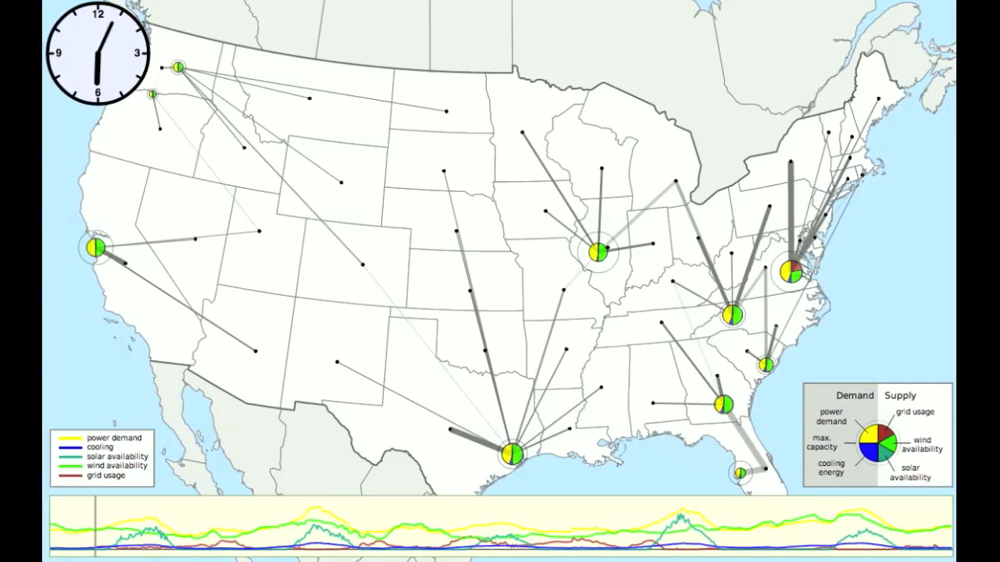 12
9
3
6
Demand Supply
power demand
grid usage
max. capacity
wind availability
cooling energy
solar availability
power demand
cooling
solar availability
wind availability
grid usage